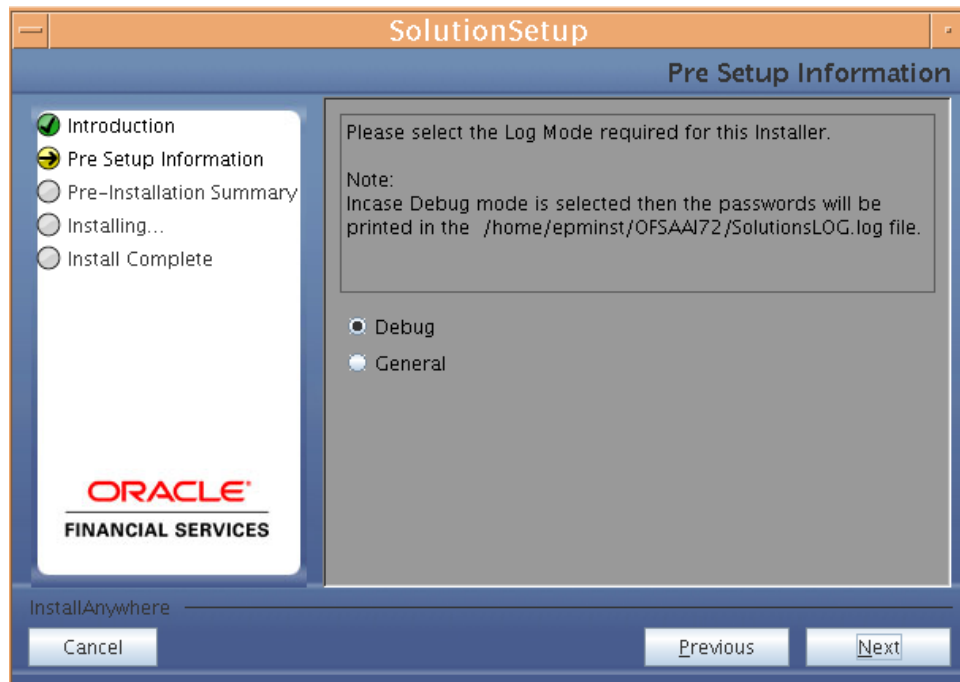 SolutionSetup
Pre Setup Information
Introduction
Pre Setup Information
Pre-Installation Summary
Installing...
Install Complete
ORACLE
FINANCIAL SERVICES
Please select the Log Mode required for this Installer.
Note:
Incase Debug mode is selected then the passwords will be
printed in the /home/epminst/OFSAAI72/SolutionsLOG.log file.
Debug
General
InstallAnywhere
Cancel
Previous
Next